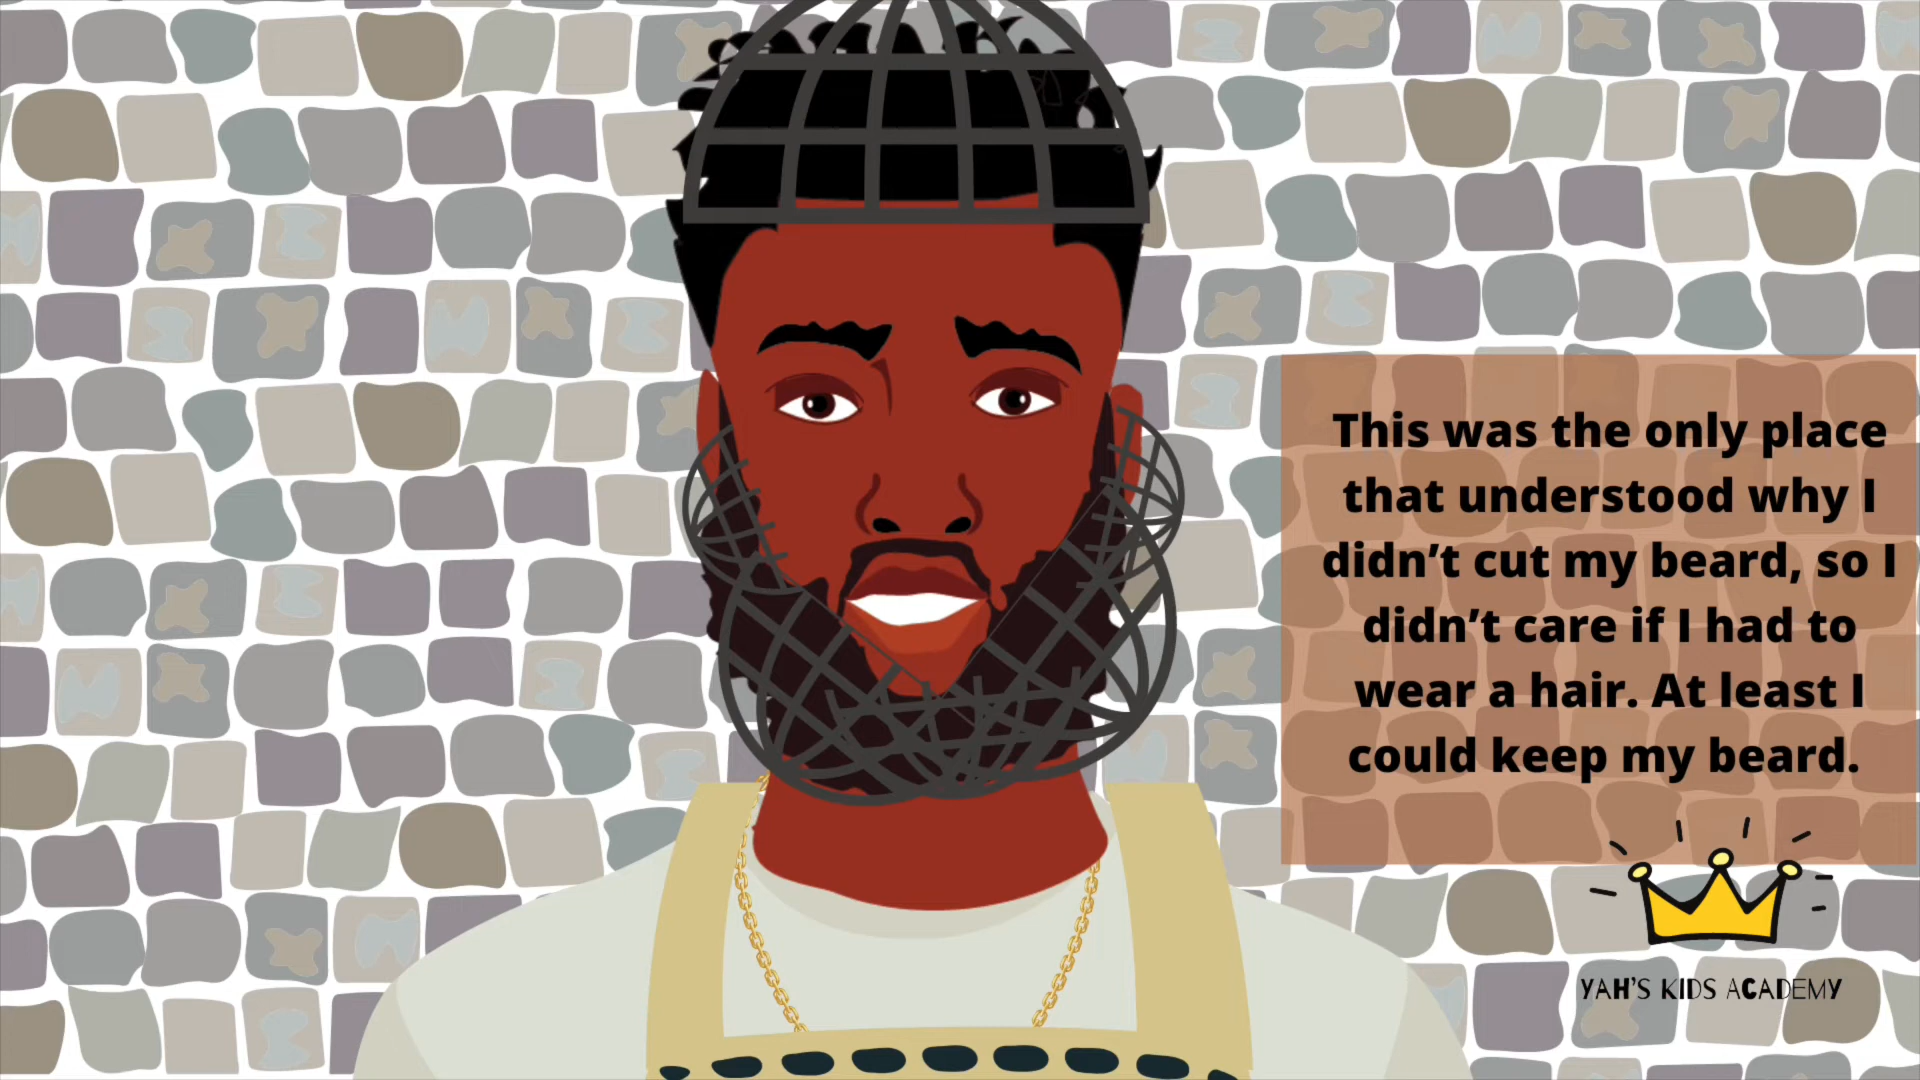 This was the only place
that understood why I
didn’t cut my beard, so I
didn’t care if I had to
wear a hair. At least I
could keep my beard.
YAH'S KIDS ACADEMY